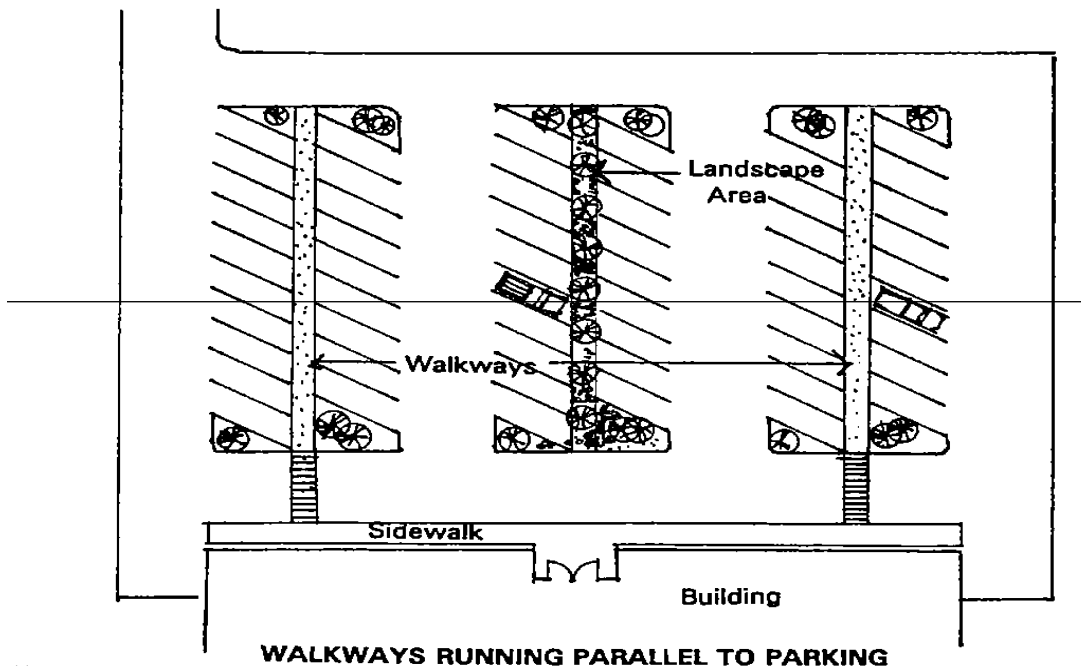 Landscape
Area
Walkways
Sidewalk
Building
WALKWAYS RUNNING PARALLEL TO PARKING